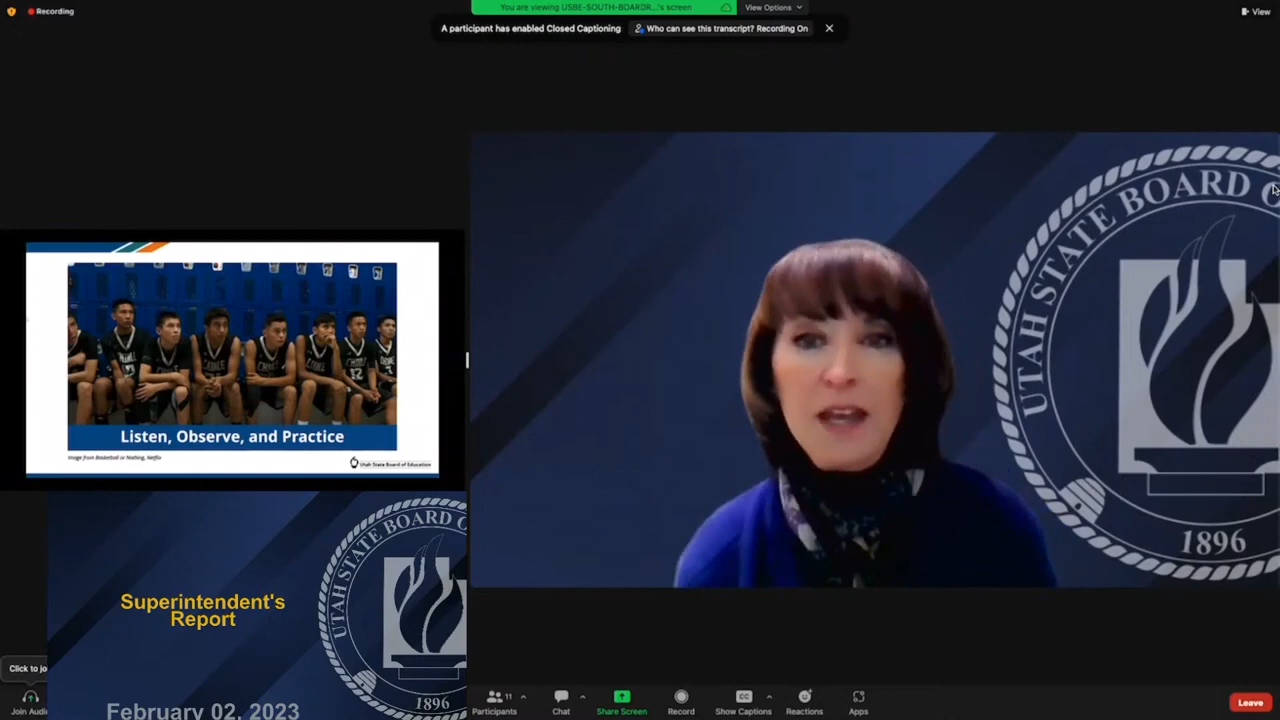 Recording
You are viewing USBE-SOUTH-BOARDR...'s screen
View Options
View
A participant has enabled Closed Captioning
Who can see this transcript? Recording On
Listen, Observe, and Practice
Image from Basketball or Nothing, Netflix
Utah State Board of Education
UTAH STATE BOARD O
1896
Superintendent's
Report
February 02, 2023
UTAH STATE BOARD O
1896
Click to jo
Join Audio
Participants
11
Chat
Share Screen
Record
CC
Show Captions
Reactions
Apps
Leave